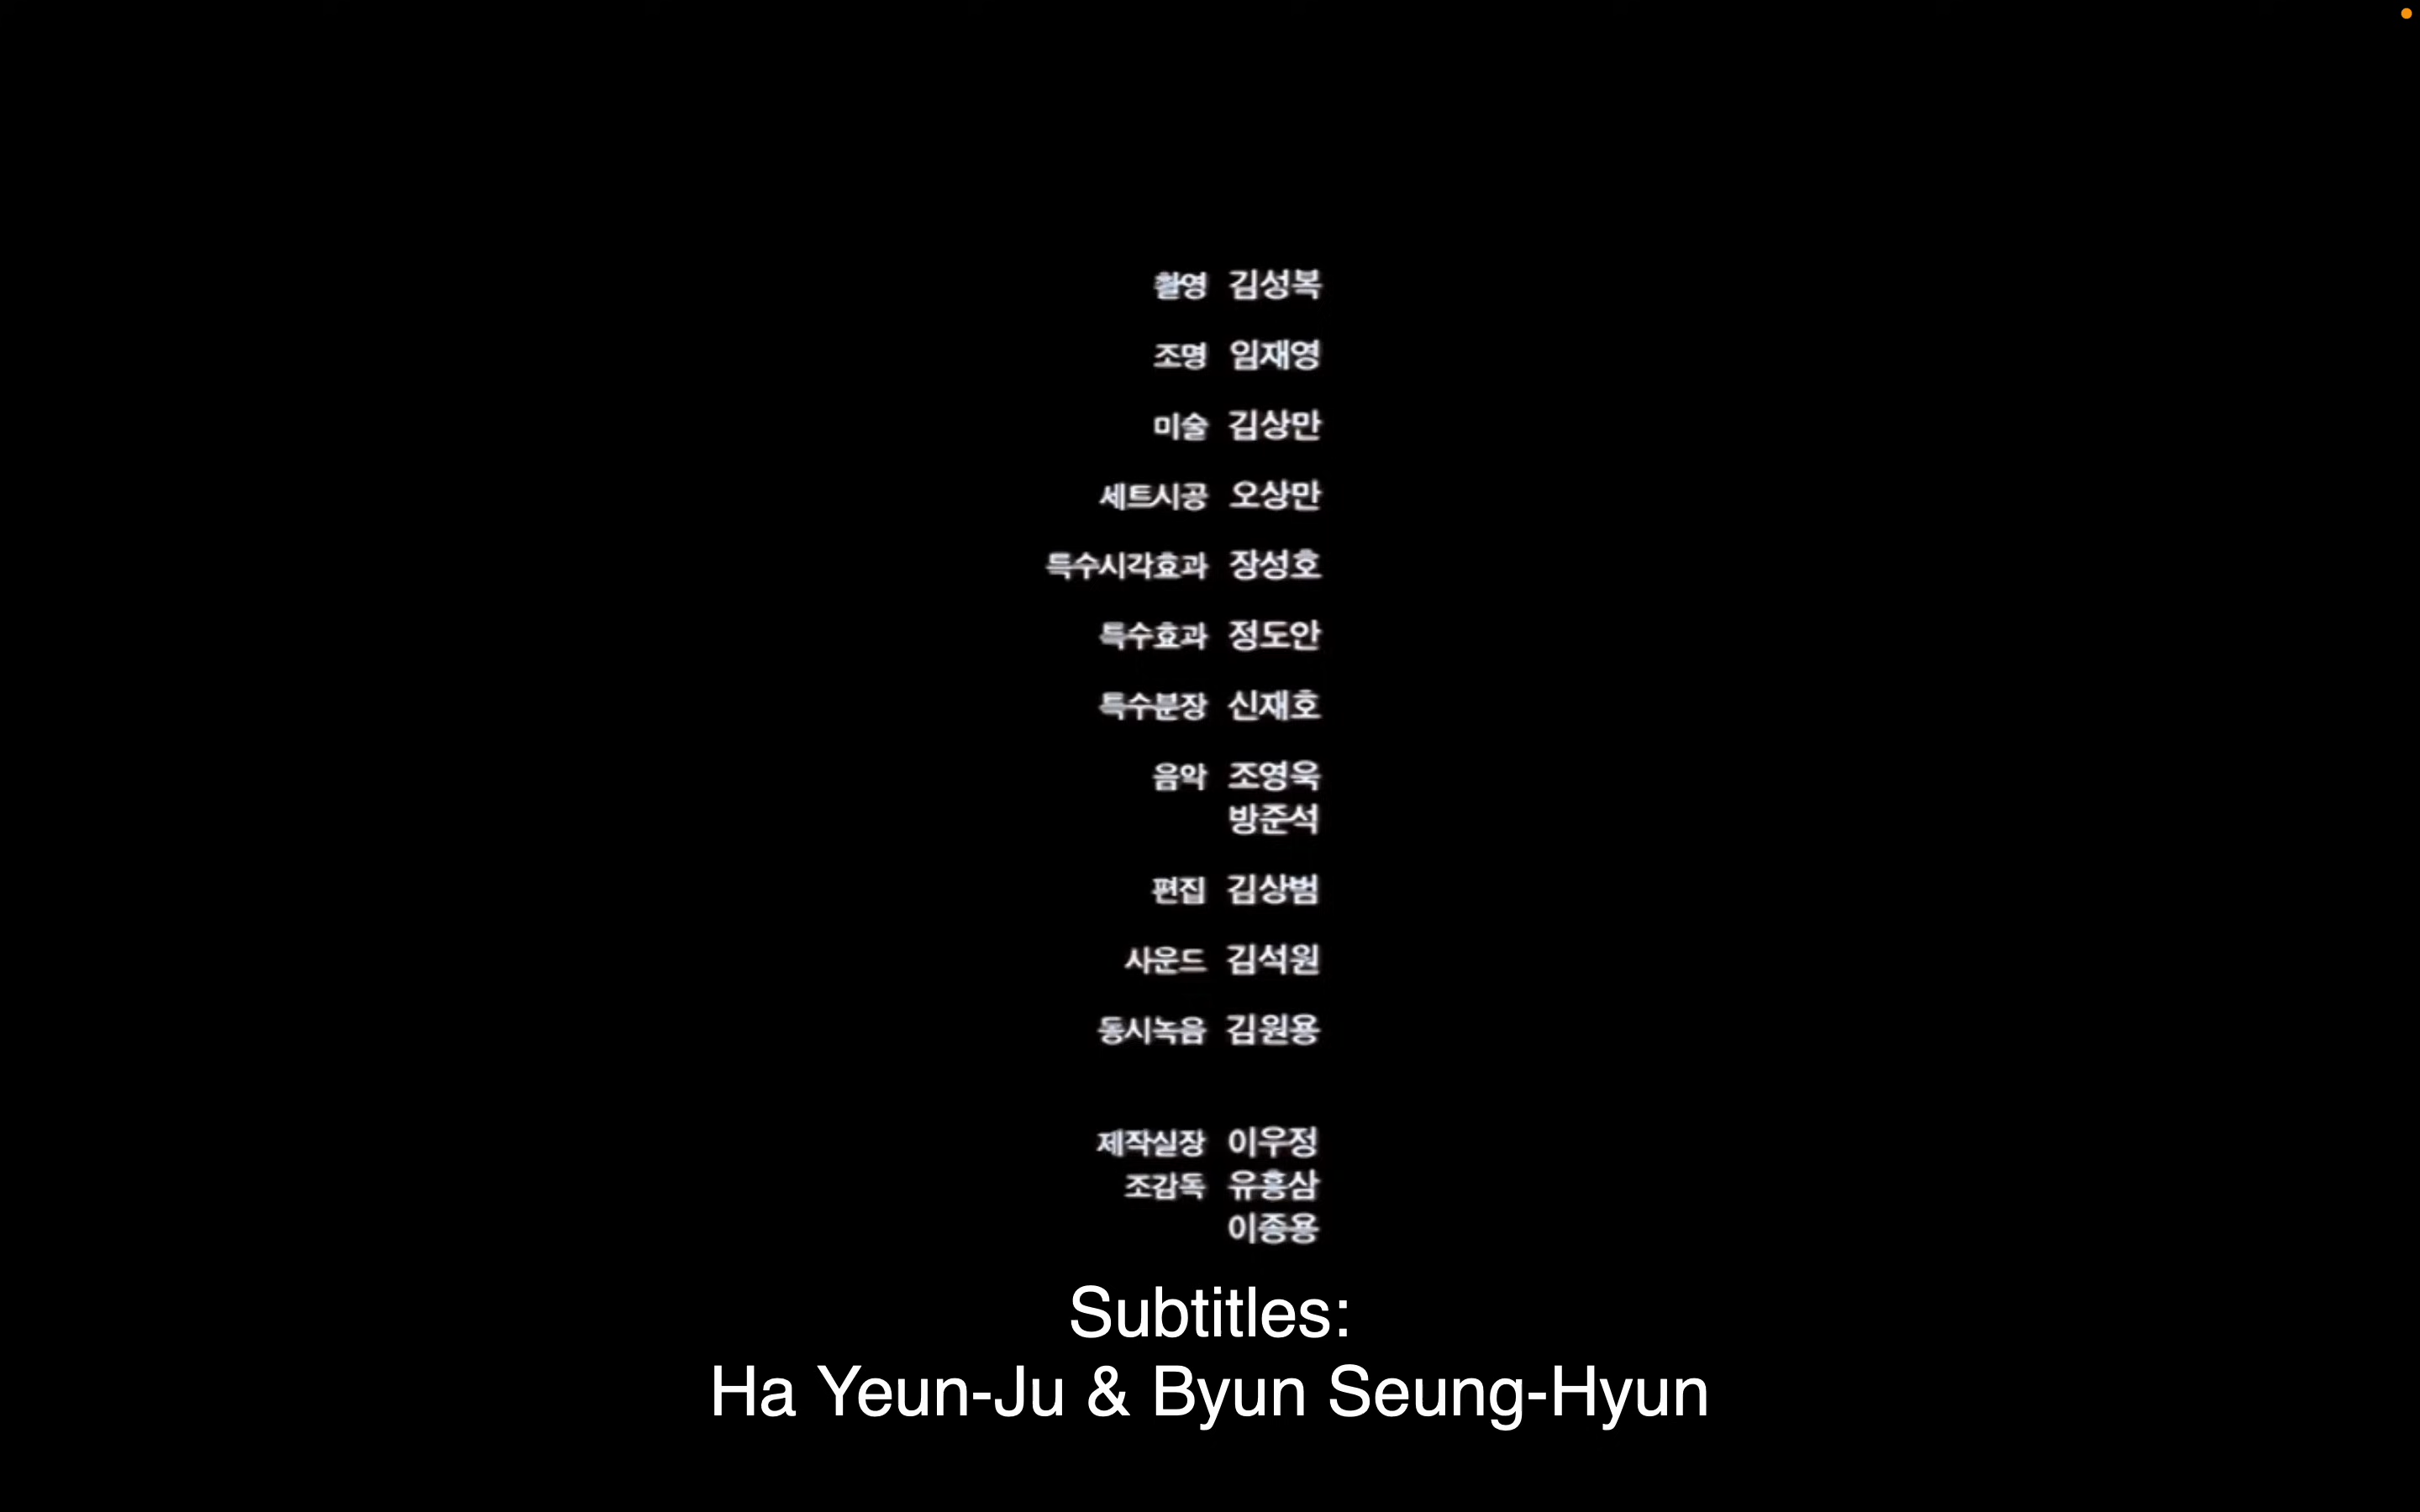 촬영 김성복
조명 임재영
미술 김상만
세트시공 오상만
특수시각효과 장성호
특수효과 정도안
특수분장 신재호
음악 조영욱
방준석
편집 김상범
사운드 김석원
동시녹음 김원용
제작실장 이우정
조감독 유흥삼
이종용
Subtitles:
Ha Yeun-Ju & Byun Seung-Hyun